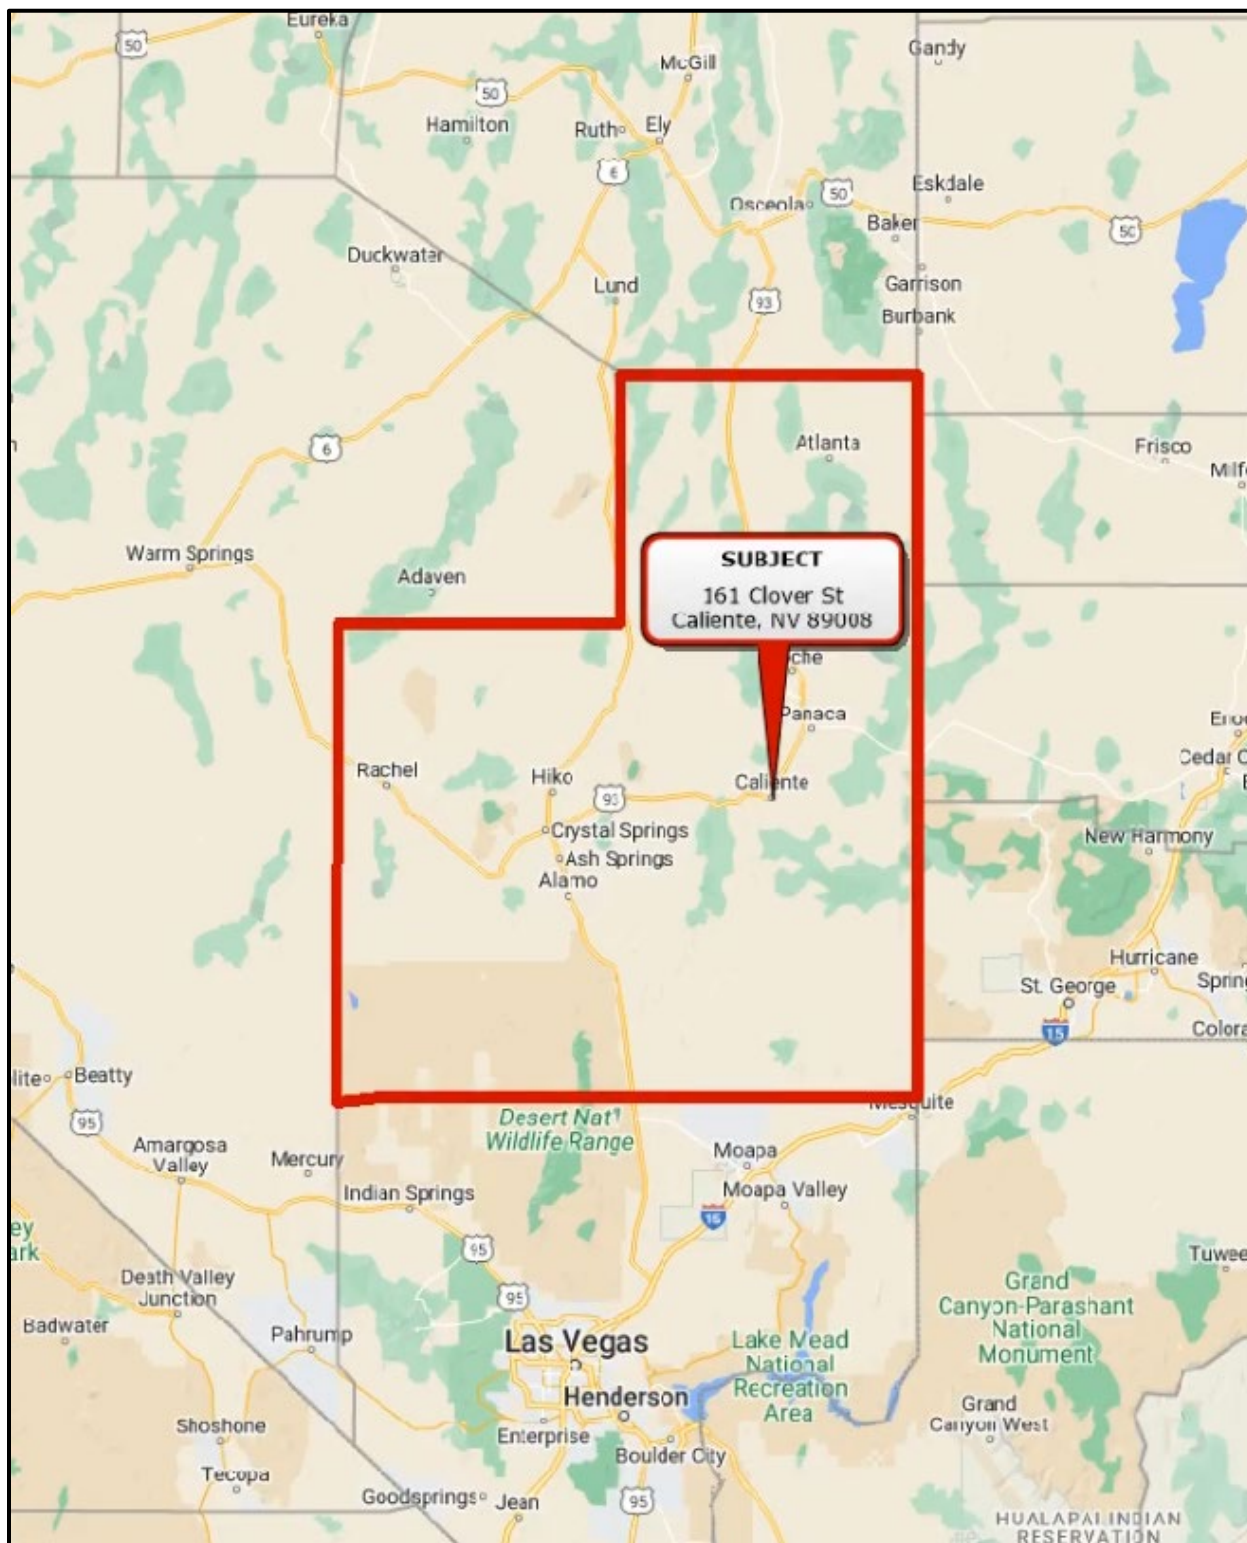 Eureka
50
McGill
Gandy
50
Hamilton
Ruth
Ely
6
Eskdale
50
Osceola
Baker
50
Duckwater
Garrison
Lund
93
Burbank
Atlanta
6
Frisco
Warm Springs
SUBJECT
161 Clover St
Caliente, NV 89008
Adaven
Panaca
Rachel
Hiko
93
Caliente
Crystal Springs
Ash Springs
Alamo
New Harmony
Hurricane
St. George
15
Beatty
95
Desert Nat'l
Wildlife Range
Amargosa
Valley
Mercury
Moapa
Indian Springs
Moapa Valley
15
95
95
Death Valley
Junction
Grand
Canyon-Parashant
National
Monument
Badwater
Pahrump
Las Vegas
Lake Mead
National
Recreation
Area
Henderson
Grand
Canyon West
Shoshone
Enterprise
Boulder City
Tecopa
Goodsprings
Jean
95
HUALAPAI INDIAN
RESERVATION